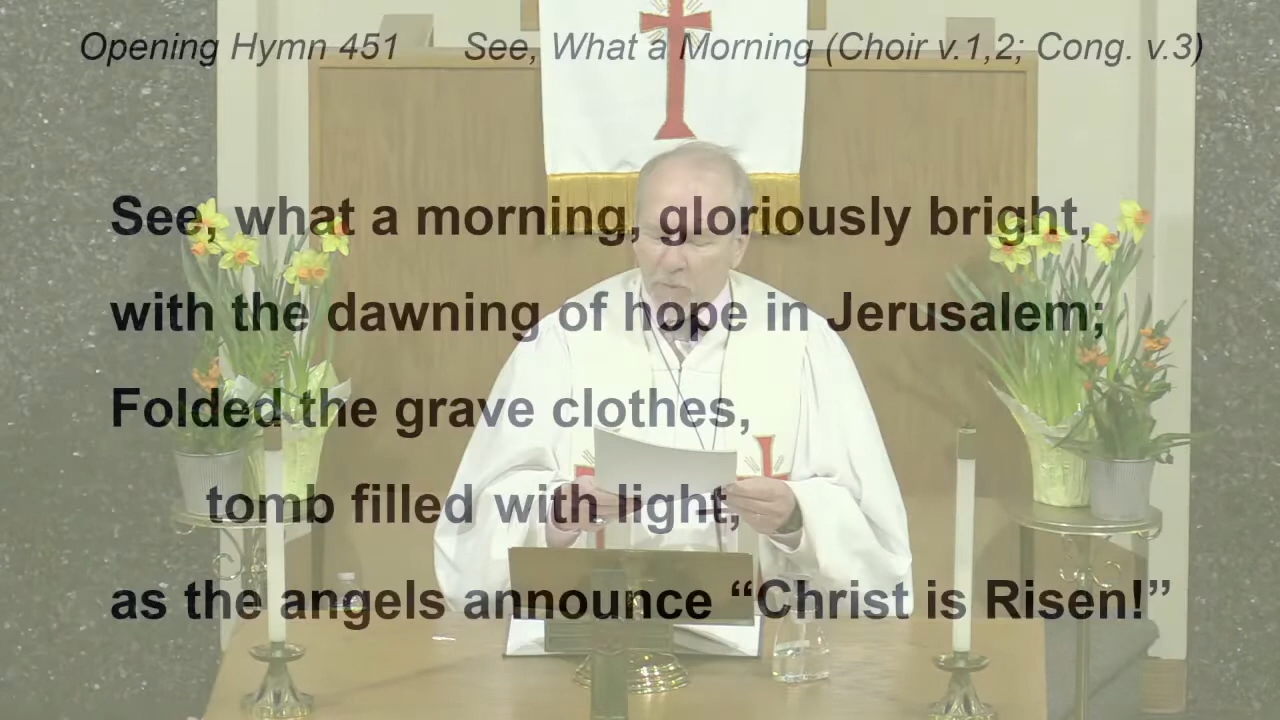 Opening Hymn 451 See, What a Morning (Choir v.1,2; Cong. v.3)
See, what a morning, gloriously bright,
with the dawning of hope in Jerusalem;
Folded the grave clothes,
tomb filled with light,
as the angels announce “Christ is Risen!”